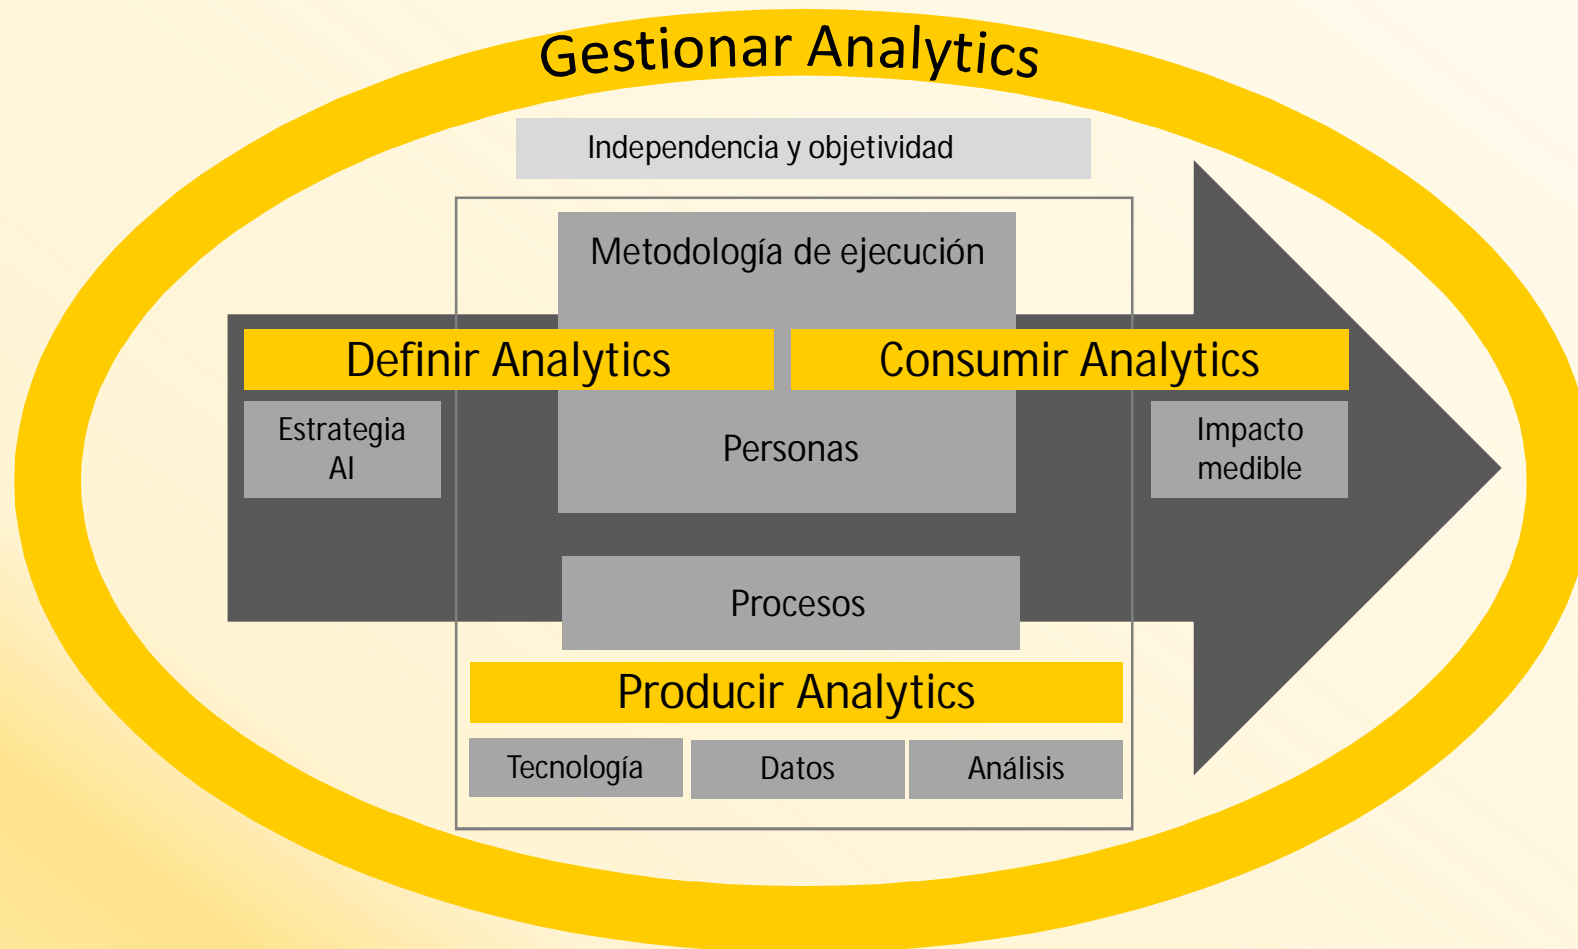 Gestionar Analytics
Independencia y objetividad
Metodología de ejecución
Definir Analytics
Consumir Analytics
Estrategia
AI
Personas
Impacto
medible
Procesos
Producir Analytics
Tecnología
Datos
Análisis